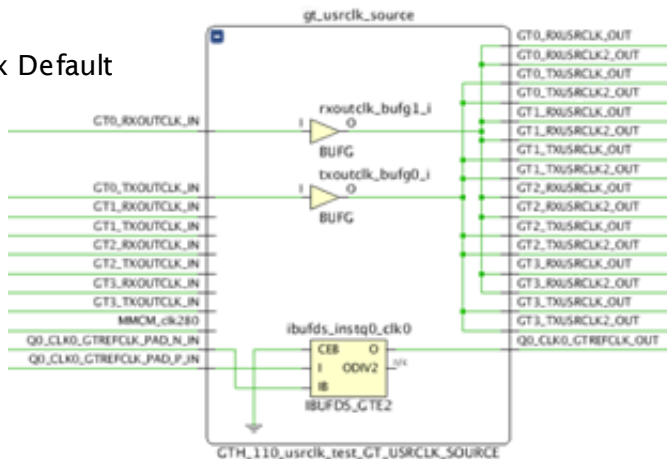 gt_usrclk_source
k Default
GT0_RXOUTCLK_IN
GT0_TXOUTCLK_IN
GT1_RXOUTCLK_IN
GT1_TXOUTCLK_IN
GT2_RXOUTCLK_IN
GT2_TXOUTCLK_IN
GT3_RXOUTCLK_IN
GT3_TXOUTCLK_IN
MMCM_clk280
Q0_CLK0_GTREFCLK_PAD_N_IN
Q0_CLK0_GTREFCLK_PAD_P_IN
rxoutclk_bufg1_i
I
O
BUFG
txoutclk_bufg0_i
I
O
BUFG
ibufds_instq0_clk0
CEB
O
I
ODIV2
n/c
IB
IBUFDS_GTE2
GT0_RXUSRCLK_OUT
GT0_RXUSRCLK2_OUT
GT0_TXUSRCLK_OUT
GT0_TXUSRCLK2_OUT
GT1_RXUSRCLK_OUT
GT1_RXUSRCLK2_OUT
GT1_TXUSRCLK_OUT
GT1_TXUSRCLK2_OUT
GT2_RXUSRCLK_OUT
GT2_RXUSRCLK2_OUT
GT2_TXUSRCLK_OUT
GT2_TXUSRCLK2_OUT
GT3_RXUSRCLK_OUT
GT3_RXUSRCLK2_OUT
GT3_TXUSRCLK_OUT
GT3_TXUSRCLK2_OUT
Q0_CLK0_GTREFCLK_OUT
GTH_110_usrclk_test_GT_USRCLK_SOURCE